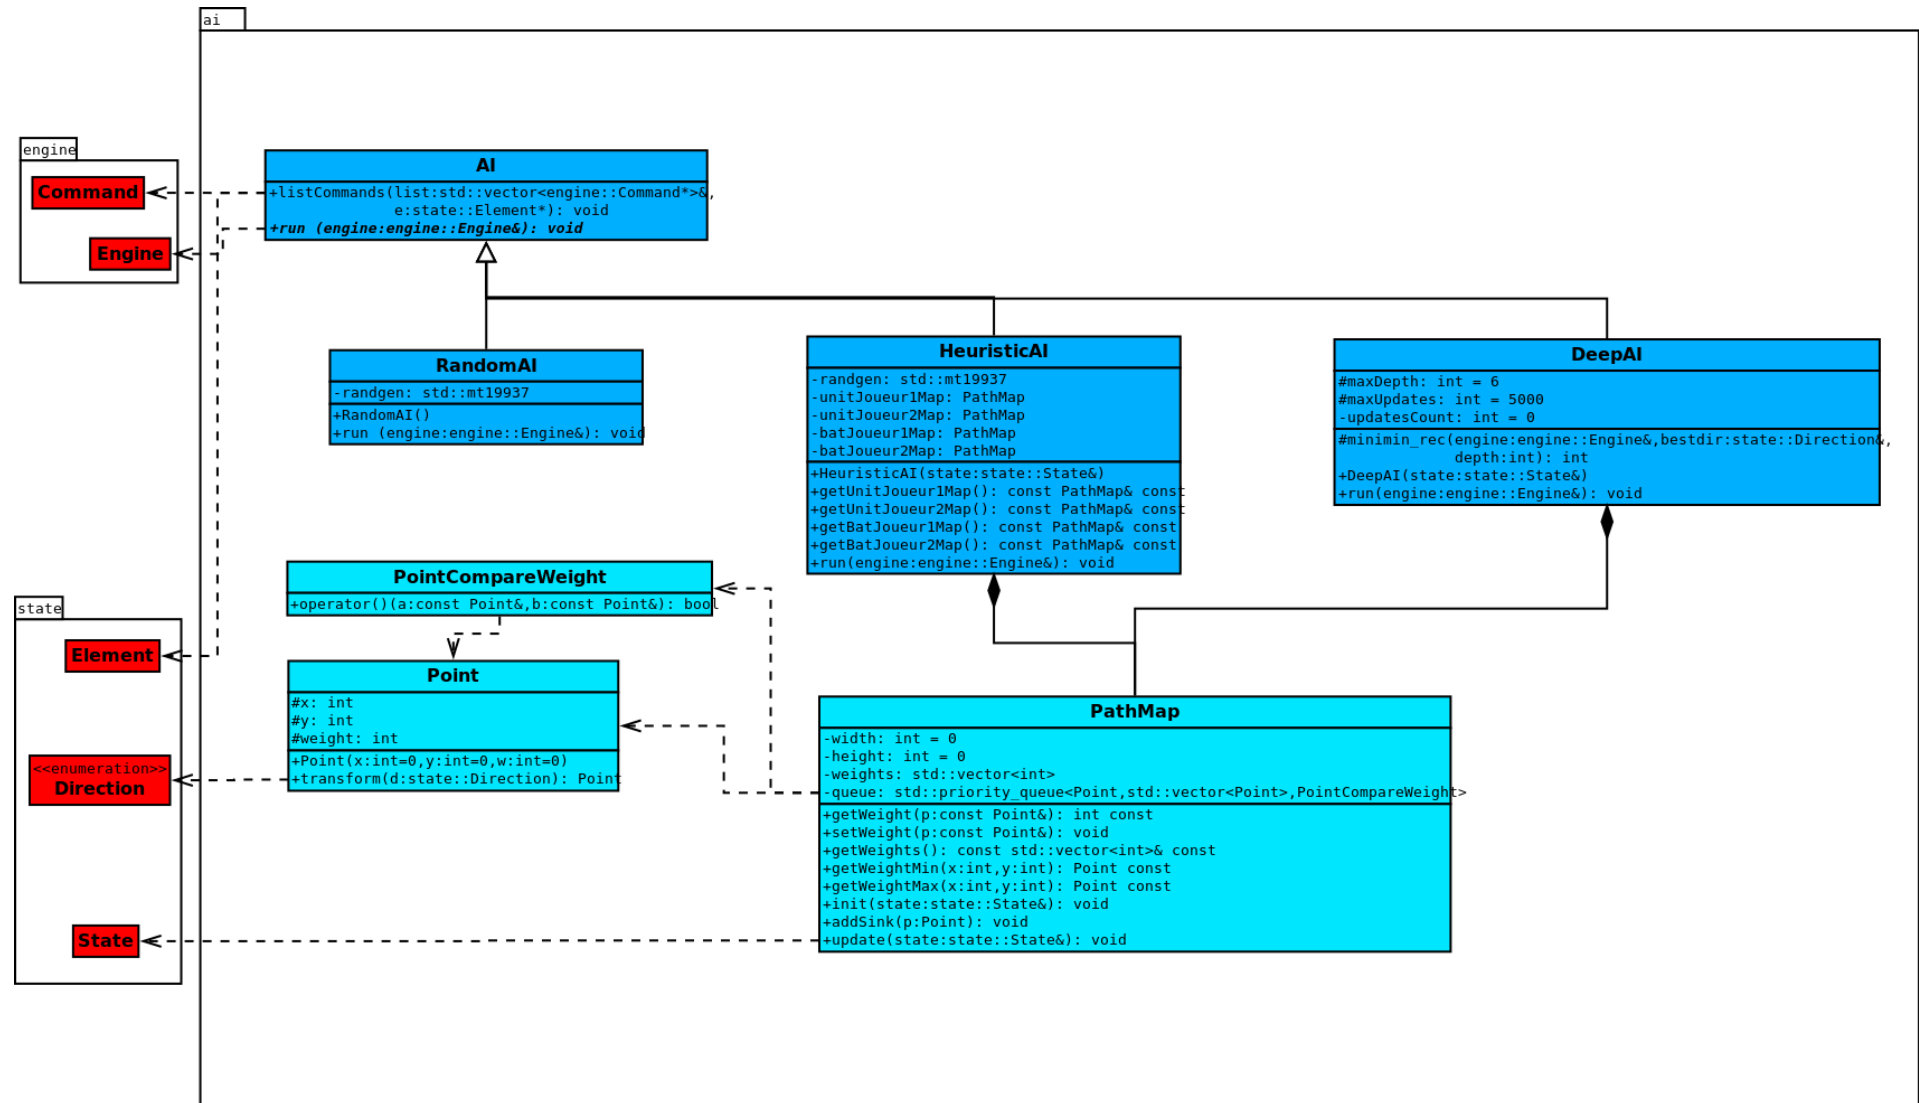 ai
engine
Command
Engine
AI
+listCommands(list:std::vector<engine::Command*>&,
e:state::Element*): void
+run (engine:engine::Engine&): void
RandomAI
-randgen: std::mt19937
+RandomAI()
+run (engine:engine::Engine&): void
HeuristicAI
-randgen: std::mt19937
-unitJoueur1Map: PathMap
-unitJoueur2Map: PathMap
-batJoueur1Map: PathMap
-batJoueur2Map: PathMap
+HeuristicAI(state:state::State&)
+getUnitJoueur1Map(): const PathMap& const
+getUnitJoueur2Map(): const PathMap& const
+getBatJoueur1Map(): const PathMap& const
+getBatJoueur2Map(): const PathMap& const
+run(engine:engine::Engine&): void
DeepAI
#maxDepth: int = 6
#maxUpdates: int = 5000
-updatesCount: int = 0
#minimin_rec(engine:engine::Engine&,bestdir:state::Direction&,
depth:int): int
+DeepAI(state:state::State&)
+run(engine:engine::Engine&): void
PointCompareWeight
+operator()(a:const Point&,b:const Point&): bool
state
Element
<<enumeration>>
Direction
State
Point
#x: int
#y: int
#weight: int
+Point(x:int=0,y:int=0,w:int=0)
+transform(d:state::Direction): Point
PathMap
-width: int = 0
-height: int = 0
-weights: std::vector<int>
-queue: std::priority_queue<Point,std::vector<Point>,PointCompareWeight>
+getWeight(p:const Point&): int const
+setWeight(p:const Point&): void
+getWeights(): const std::vector<int>& const
+getWeightMin(x:int,y:int): Point const
+getWeightMax(x:int,y:int): Point const
+init(state:state::State&): void
+addSink(p:Point): void
+update(state:state::State&): void